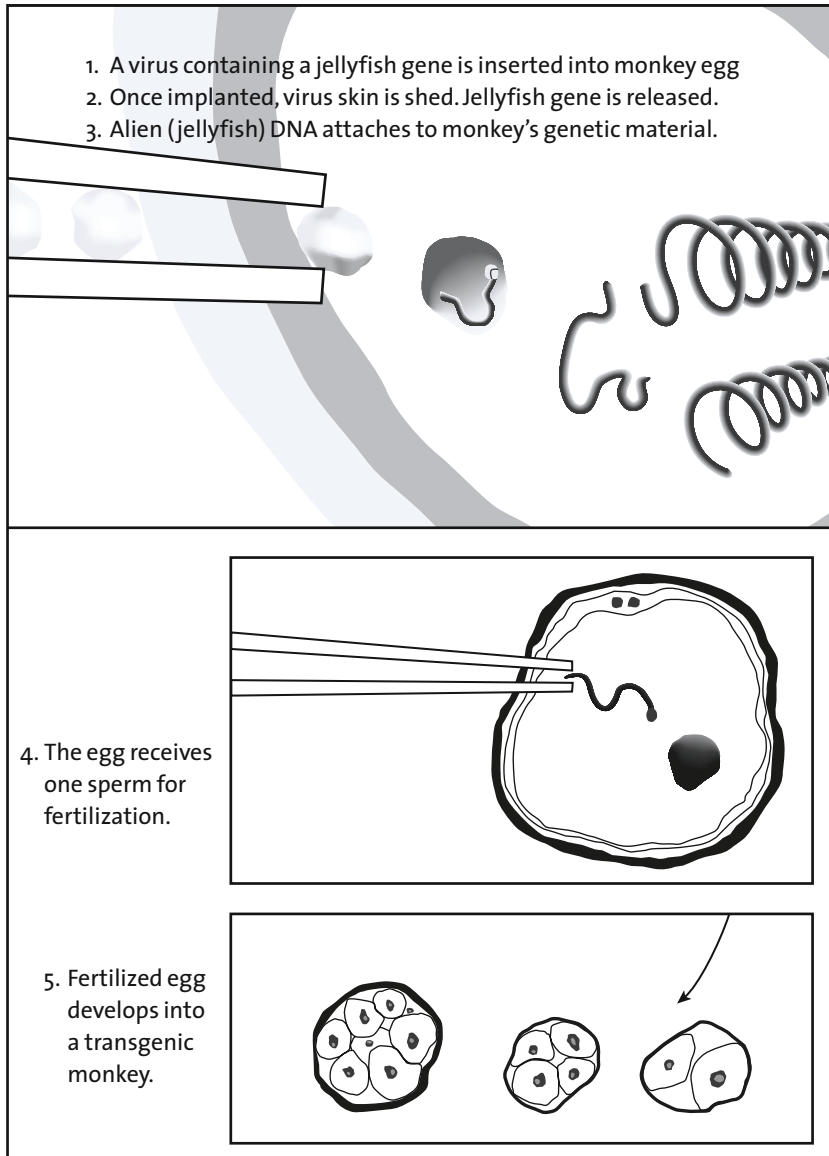 1. A virus containing a jellyfish gene is inserted into monkey egg
2. Once implanted, virus skin is shed. Jellyfish gene is released.
3. Alien (jellyfish) DNA attaches to monkey's genetic material.
4. The egg receives
one sperm for
fertilization.
5. Fertilized egg
develops into
a transgenic
monkey.